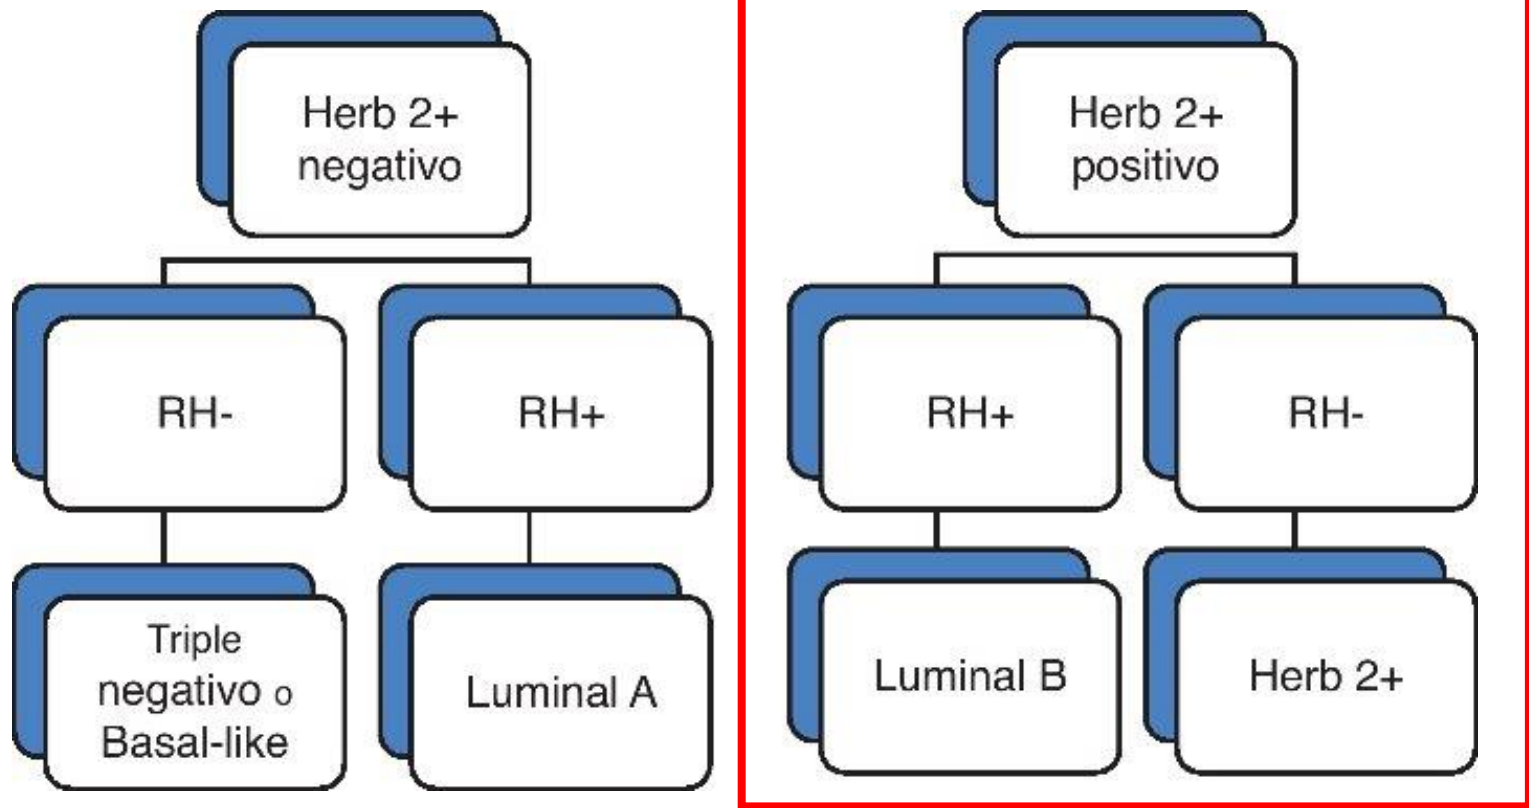 Herb 2+
negativo
RH-
RH+
Triple
negativo o
Basal-like
Luminal A
Herb 2+
positivo
RH+
RH-
Luminal B
Herb 2+